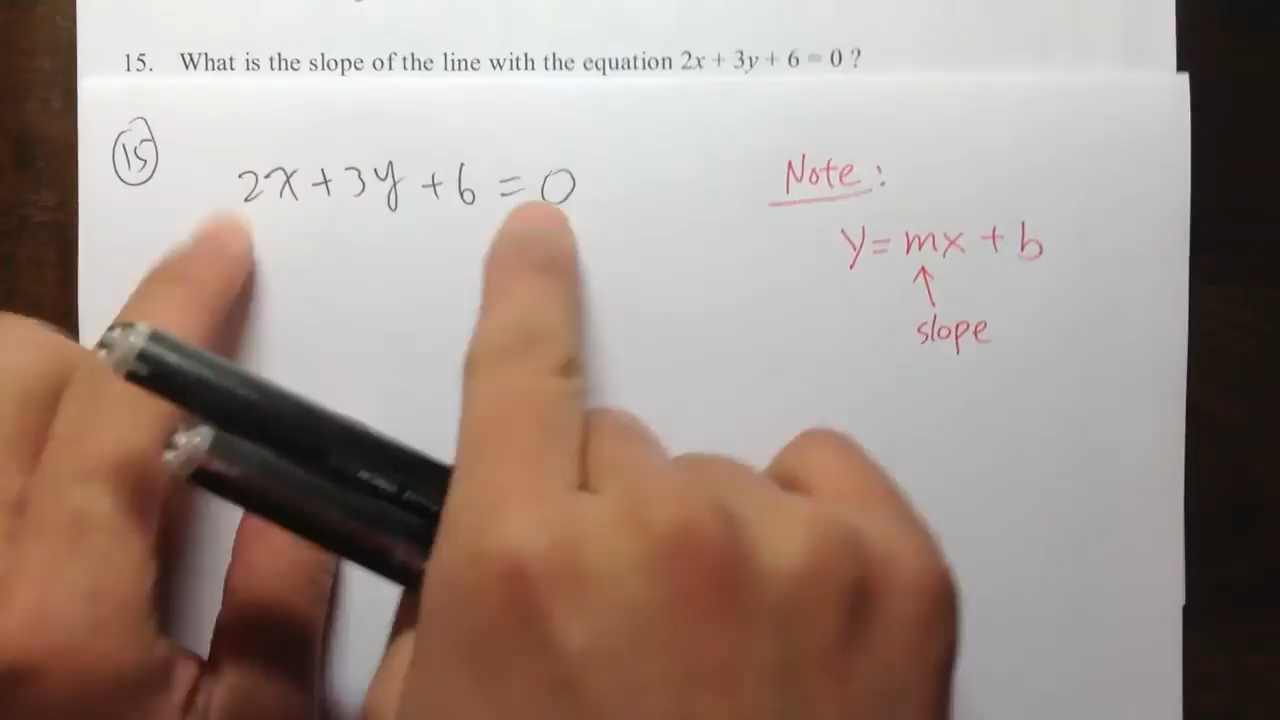 15. What is the slope of the line with the equation 2x + 3y + 6 = 0 ?
15
2x + 3y + 6 = 0
Note:
y = mx + b
↑
slope